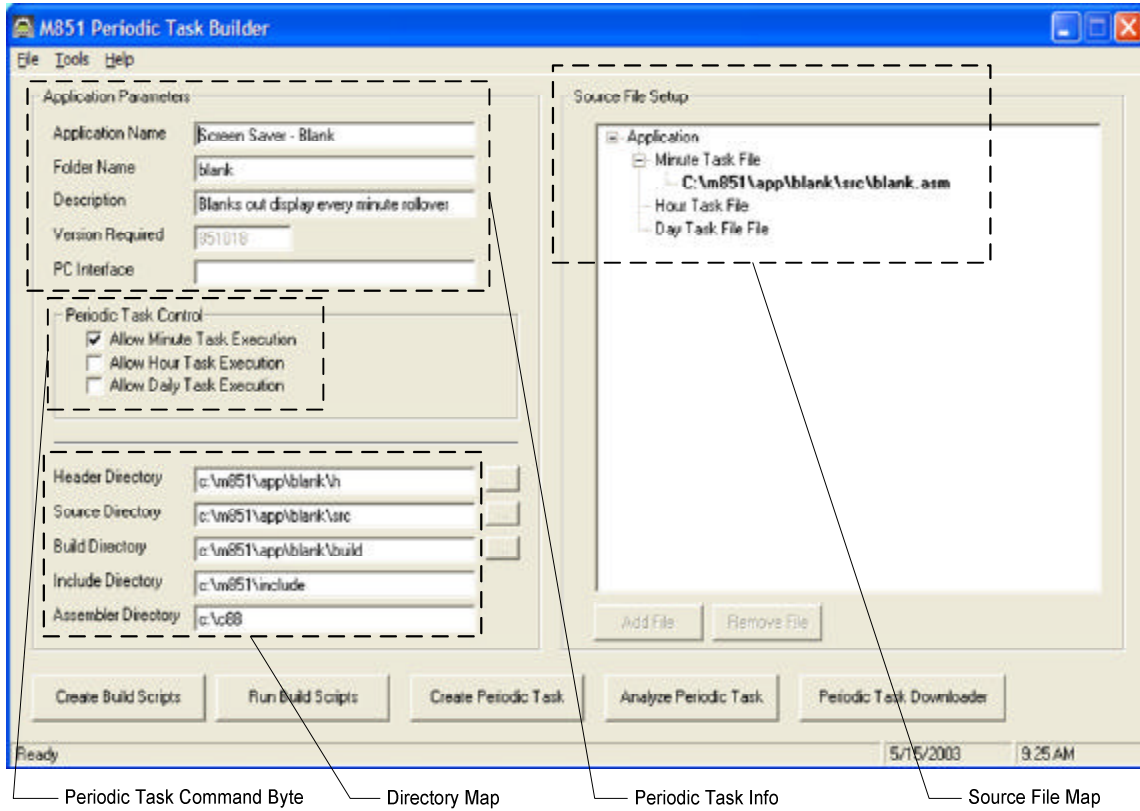 M851 Periodic Task Builder
File Tools Help
Application Parameters
Application Name Screen Saver - Blank
Folder Name blank
Description Blanks out display every minute rollover
Version Required 851018
PC Interface
Periodic Task Control
Allow Minute Task Execution
Allow Hour Task Execution
Allow Daily Task Execution
Header Directory c:\m851\app\blank\h ...
Source Directory c:\m851\app\blank\src ...
Build Directory c:\m851\app\blank\build ...
Include Directory c:\m851\include
Assembler Directory c:\c88
Source File Setup
Application
Minute Task File
C:\m851\app\blank\src\blank.asm
Hour Task File
Day Task File File
Add File Remove File
Create Build Scripts Run Build Scripts Create Periodic Task Analyze Periodic Task Periodic Task Downloader
Ready 5/15/2003 9:25 AM
Periodic Task Command Byte Directory Map Periodic Task Info Source File Map